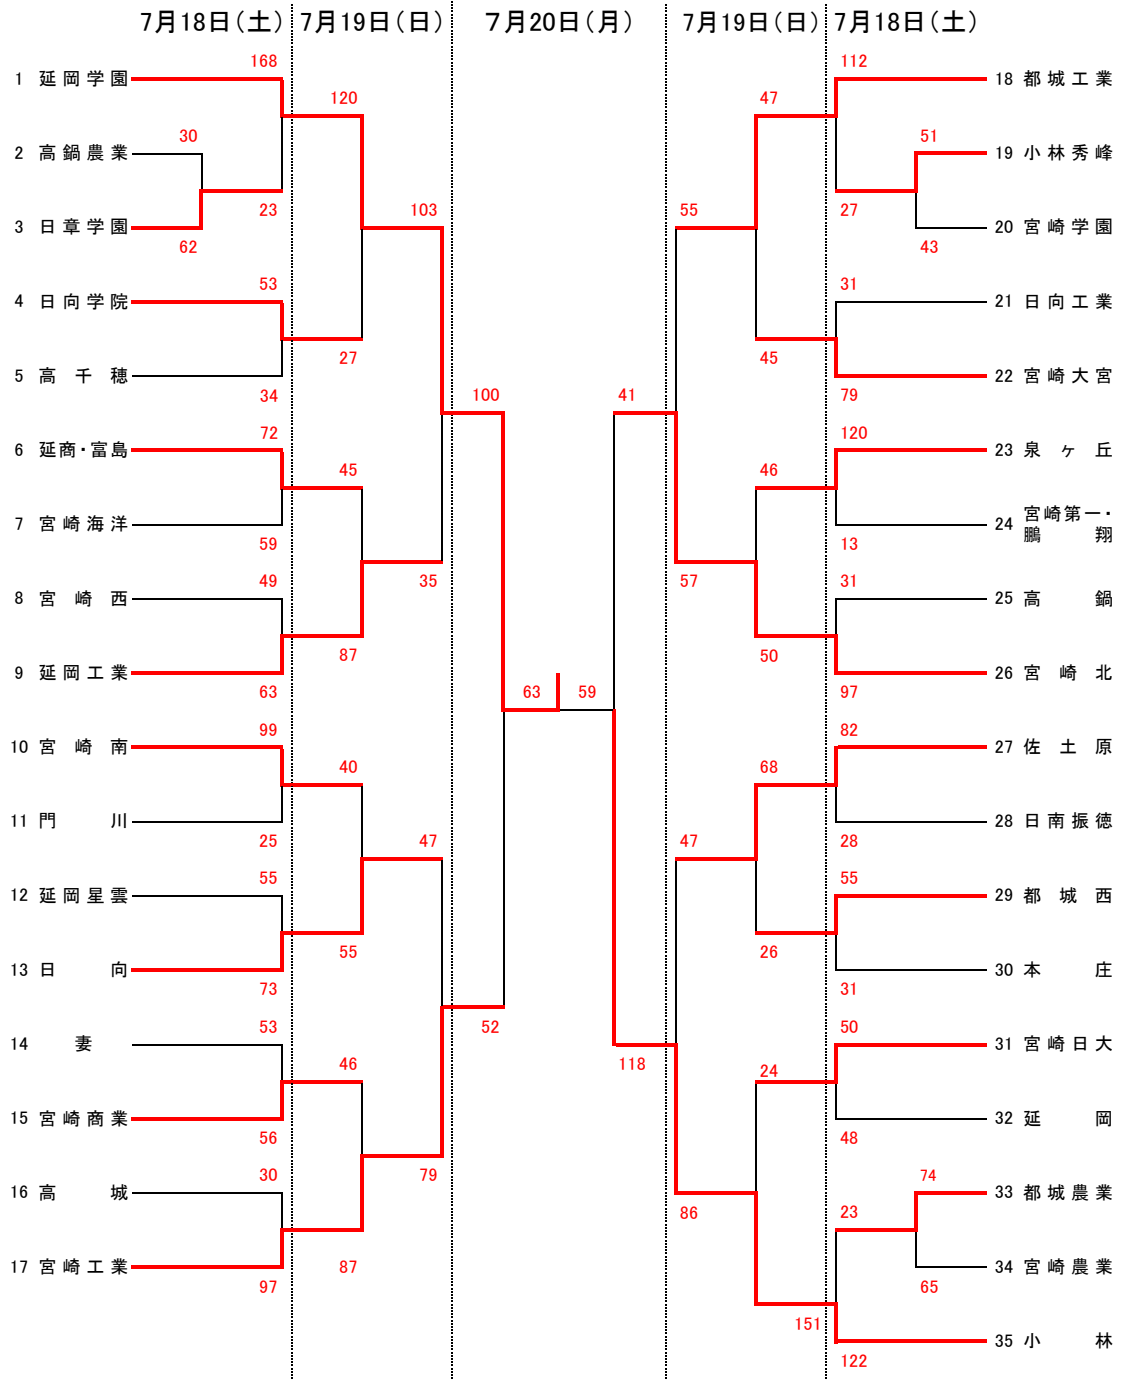 7月18日(土) 7月19日(日) 7月20日(月) 7月19日(日) 7月18日(土)
168 112
1 延岡学園 18 都城工業
120 47
30 51
2 高鍋農業 19 小林秀峰
23 103 55 27
3 日章学園 20 宮崎学園
62 43
53 31
4 日向学院 21 日向工業
27 45
5 高千穂 22 宮崎大宮
34 100 41 79
72 120
6 延商・富島 23 泉ヶ丘
45 46
7 宮崎海洋 24 宮崎第一・鵬翔
59 13
49 35 57 31
8 宮崎西 25 高鍋
87 50
9 延岡工業 26 宮崎北
63 63 59 97
99 82
10 宮崎南 27 佐土原
40 68
11 門川 28 日南振徳
25 47 47 28
55 55
12 延岡星雲 29 都城西
55 26
13 日向 30 本庄
73 31
53 52 50
14 妻 31 宮崎日大
46 118 24
15 宮崎商業 32 延岡
56 48
30 79 74
16 高城 33 都城農業
86 23
17 宮崎工業 87 34 宮崎農業
97 65
151
35 小林
122